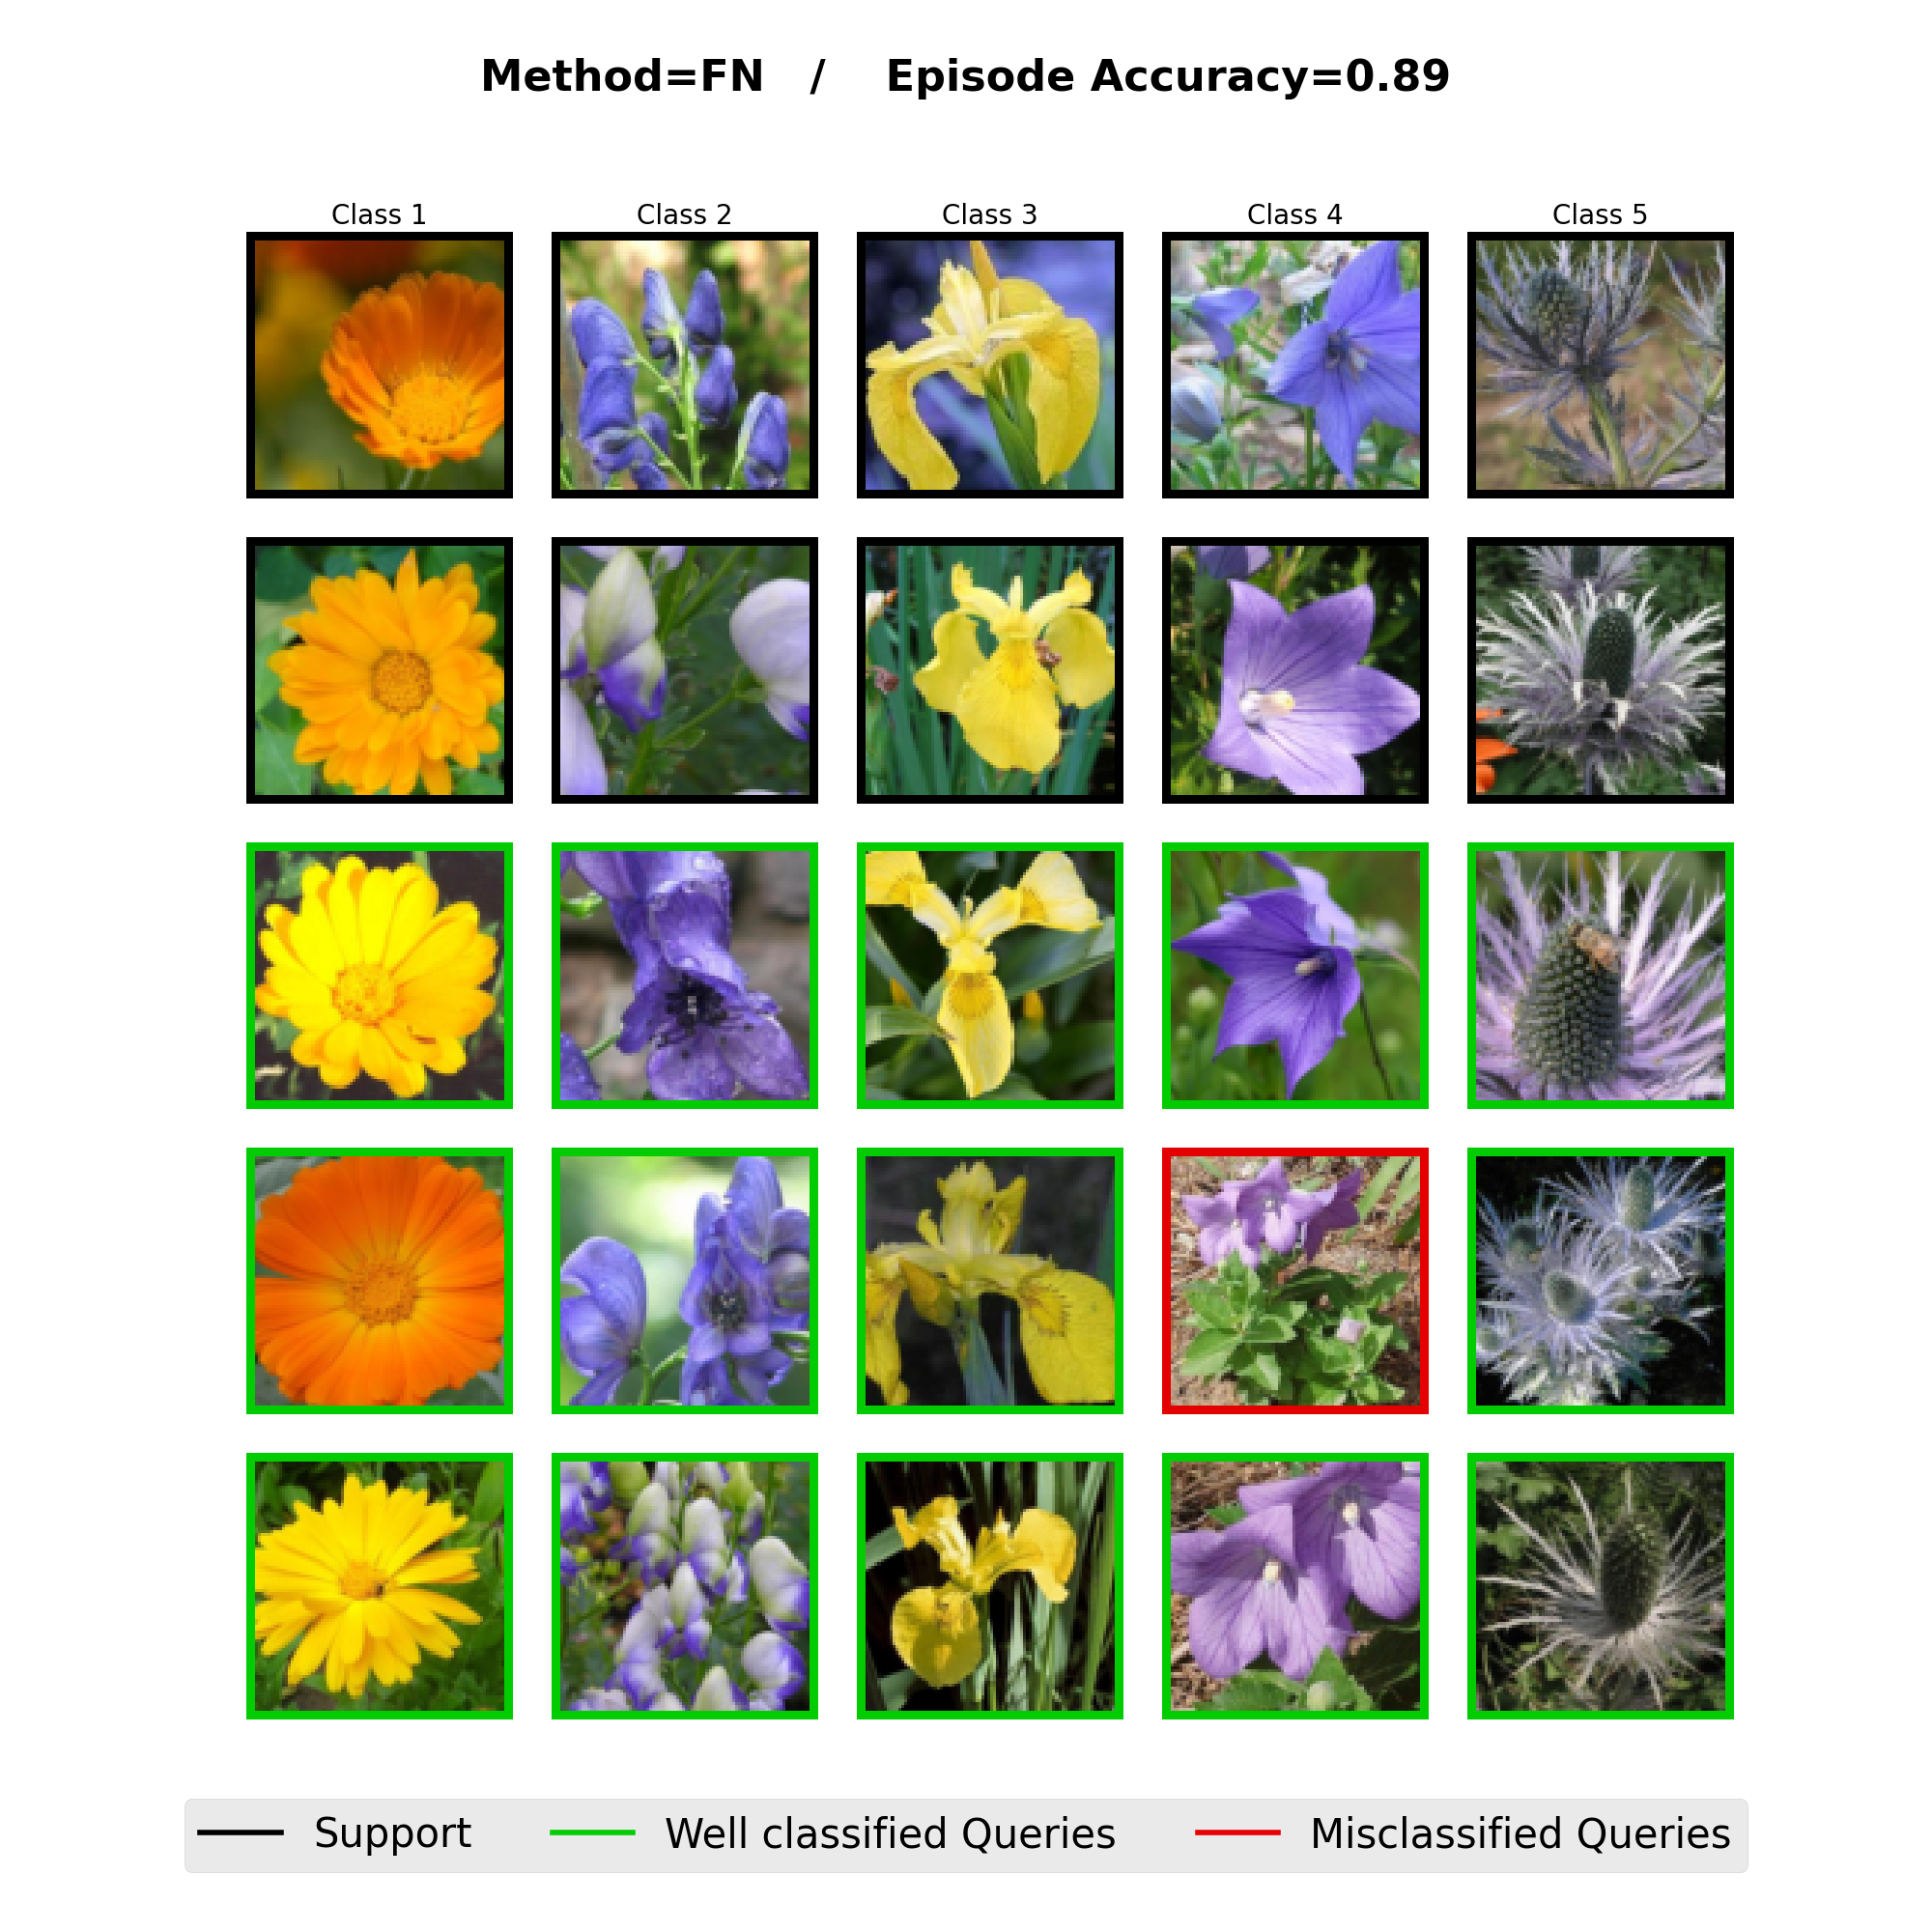 Method=FN / Episode Accuracy=0.89
Class 1 Class 2 Class 3 Class 4 Class 5
Support Well classified Queries Misclassified Queries